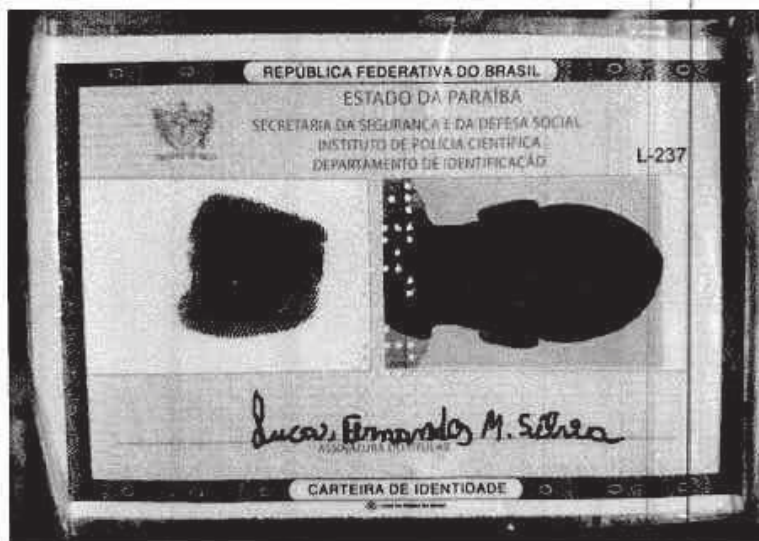 REPÚBLICA FEDERATIVA DO BRASIL
ESTADO DA PARAÍBA
SECRETARIA DA SEGURANÇA E DA DEFESA SOCIAL
INSTITUTO DE POLÍCIA CIENTÍFICA
DEPARTAMENTO DE IDENTIFICAÇÃO
L-237
Lucas Fernandes M. Silva
ASSINATURA DO TITULAR
CARTEIRA DE IDENTIDADE